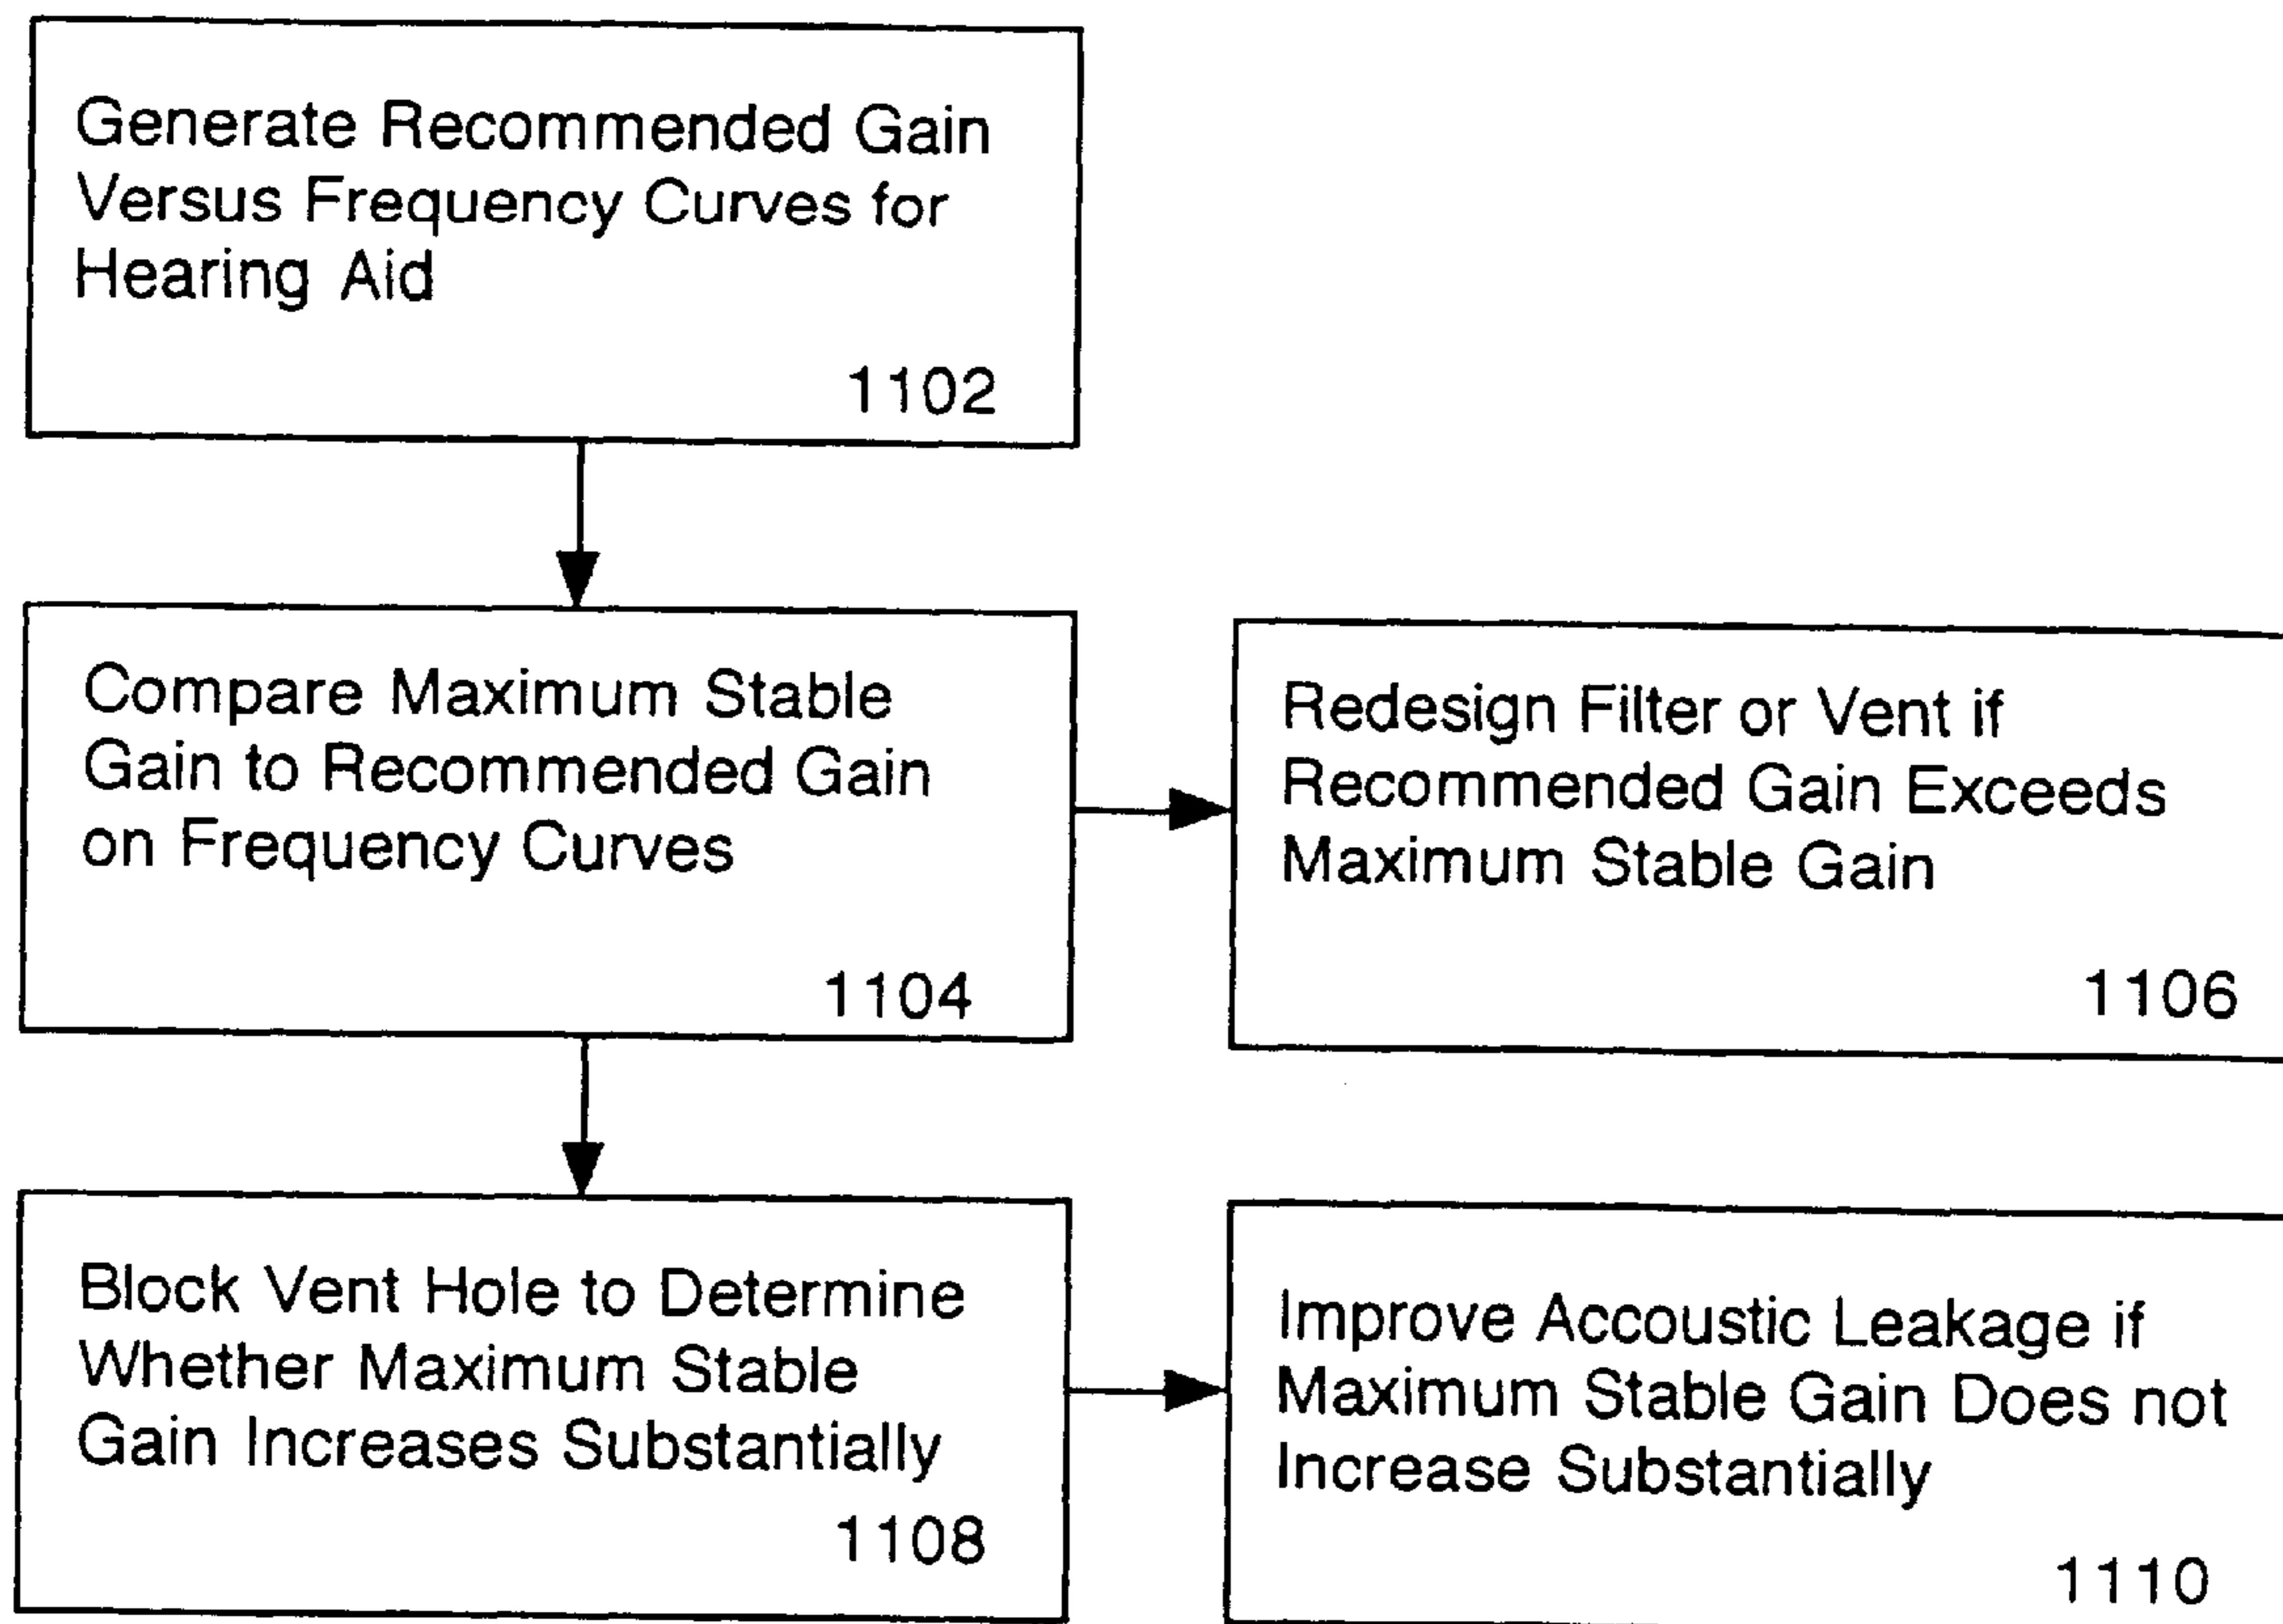 Generate Recommended Gain
Versus Frequency Curves for
Hearing Aid
1102
Compare Maximum Stable
Gain to Recommended Gain
on Frequency Curves
1104
Redesign Filter or Vent if
Recommended Gain Exceeds
Maximum Stable Gain
1106
Block Vent Hole to Determine
Whether Maximum Stable
Gain Increases Substantially
1108
Improve Accoustic Leakage if
Maximum Stable Gain Does not
Increase Substantially
1110